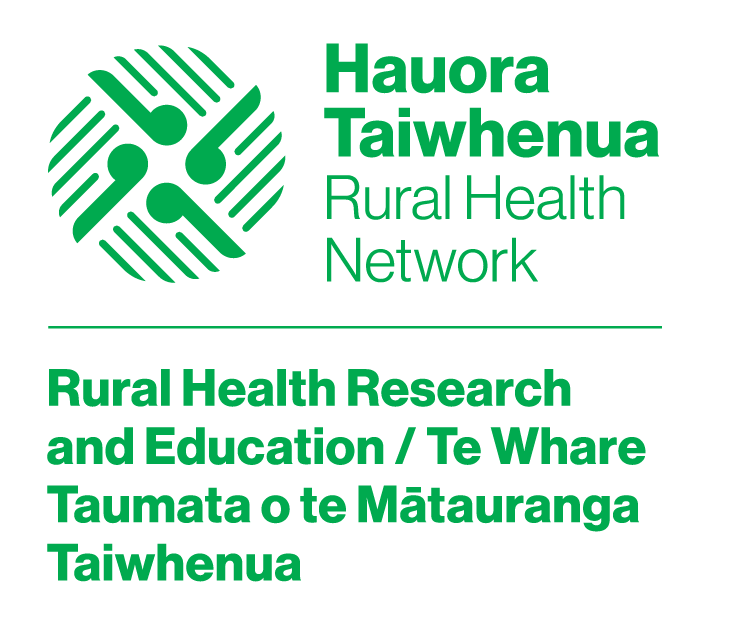 Hauora
Taiwhenua
Rural Health
Network
Rural Health Research
and Education / Te Whare
Taumata o te Mātauranga
Taiwhenua